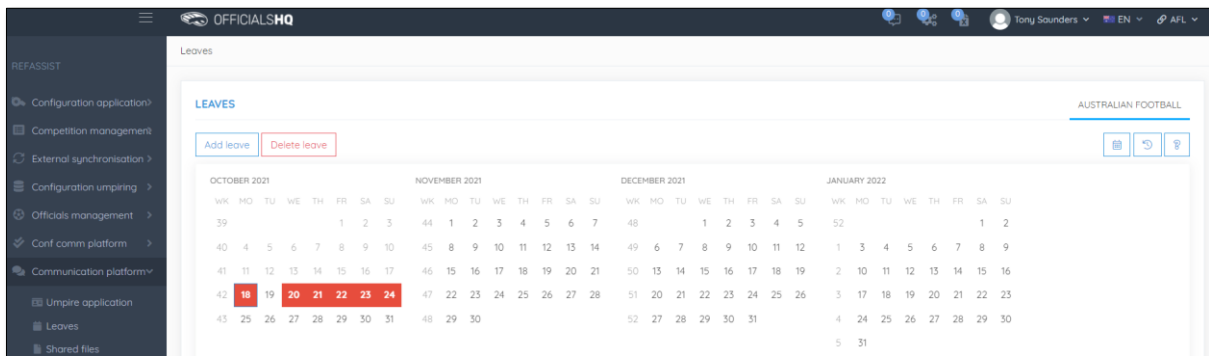 OFFICIALSHQ
0
0
0
Tony Saunders
EN
AFL
REFASSIST
Configuration application
Competition management
External synchronisation
Configuration umpiring
Officials management
Conf comm platform
Communication platform
Umpire application
Leaves
Shared files
Leaves
LEAVES
AUSTRALIAN FOOTBALL
Add leave
Delete leave
OCTOBER 2021
WK MO TU WE TH FR SA SU
39 1 2 3
40 4 5 6 7 8 9 10
41 11 12 13 14 15 16 17
42 18 19 20 21 22 23 24
43 25 26 27 28 29 30 31
NOVEMBER 2021
WK MO TU WE TH FR SA SU
44 1 2 3 4 5 6 7
45 8 9 10 11 12 13 14
46 15 16 17 18 19 20 21
47 22 23 24 25 26 27 28
48 29 30
DECEMBER 2021
WK MO TU WE TH FR SA SU
48 1 2 3 4 5
49 6 7 8 9 10 11 12
50 13 14 15 16 17 18 19
51 20 21 22 23 24 25 26
52 27 28 29 30 31
JANUARY 2022
WK MO TU WE TH FR SA SU
52 1 2
1 3 4 5 6 7 8 9
2 10 11 12 13 14 15 16
3 17 18 19 20 21 22 23
4 24 25 26 27 28 29 30
5 31